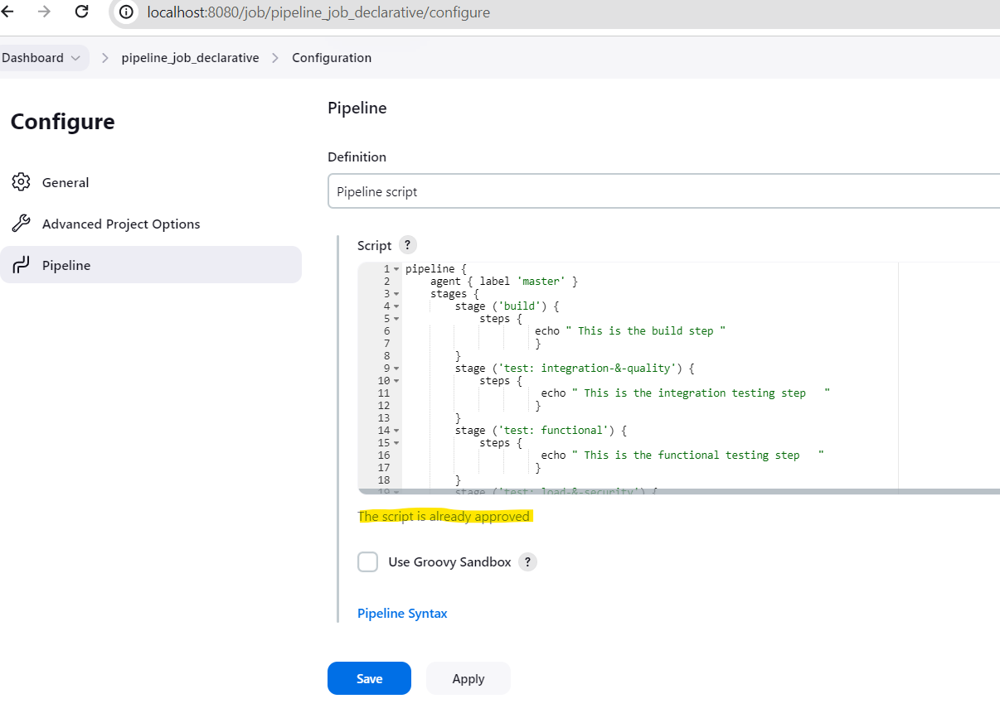 localhost:8080/job/pipeline_job_declarative/configure
Dashboard > pipeline_job_declarative > Configuration
Configure
General
Advanced Project Options
Pipeline
Pipeline
Definition
Pipeline script
Script ?
1 pipeline {
2 agent { label 'master' }
3 stages {
4 stage ('build') {
5 steps {
6 echo " This is the build step "
7 }
8 }
9 stage ('test: integration-&-quality') {
10 steps {
11 echo " This is the integration testing step   "
12 }
13 }
14 stage ('test: functional') {
15 steps {
16 echo " This is the functional testing step   "
17 }
18 }
19 stage ('test: load-&-security') {
The script is already approved
Use Groovy Sandbox ?
Pipeline Syntax
Save Apply